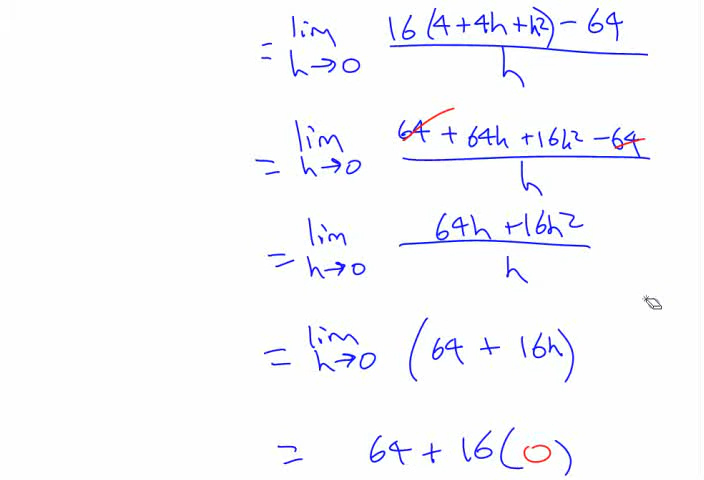 = lim h→0 (16(4+4h+h²) − 64)/h
= lim h→0 (64 + 64h + 16h² − 64)/h
= lim h→0 (64h + 16h²)/h
= lim h→0 (64 + 16h)
= 64 + 16(0)